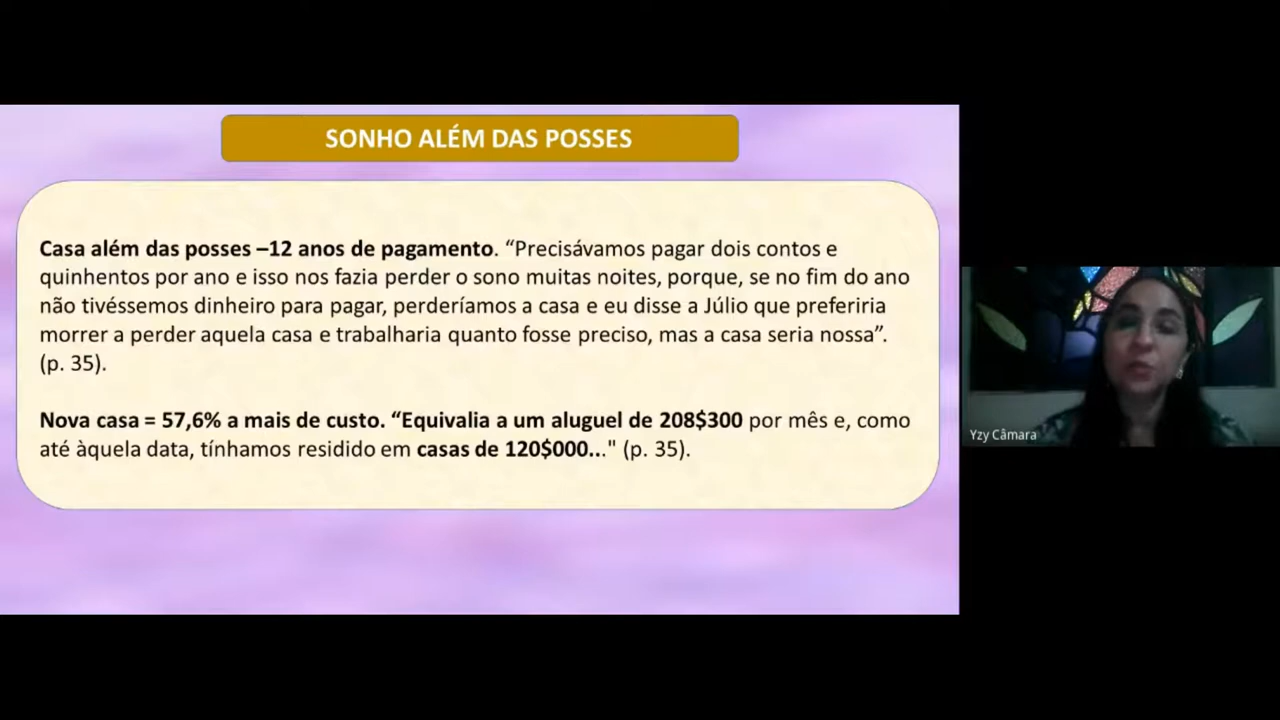 SONHO ALÉM DAS POSSES
Casa além das posses –12 anos de pagamento. “Precisávamos pagar dois contos e
quinhentos por ano e isso nos fazia perder o sono muitas noites, porque, se no fim do ano
não tivéssemos dinheiro para pagar, perderíamos a casa e eu disse a Júlio que preferiria
morrer a perder aquela casa e trabalharia quanto fosse preciso, mas a casa seria nossa”.
(p. 35).
Nova casa = 57,6% a mais de custo. “Equivalia a um aluguel de 208$300 por mês e, como
até àquela data, tínhamos residido em casas de 120$000..." (p. 35).
Yzy Câmara